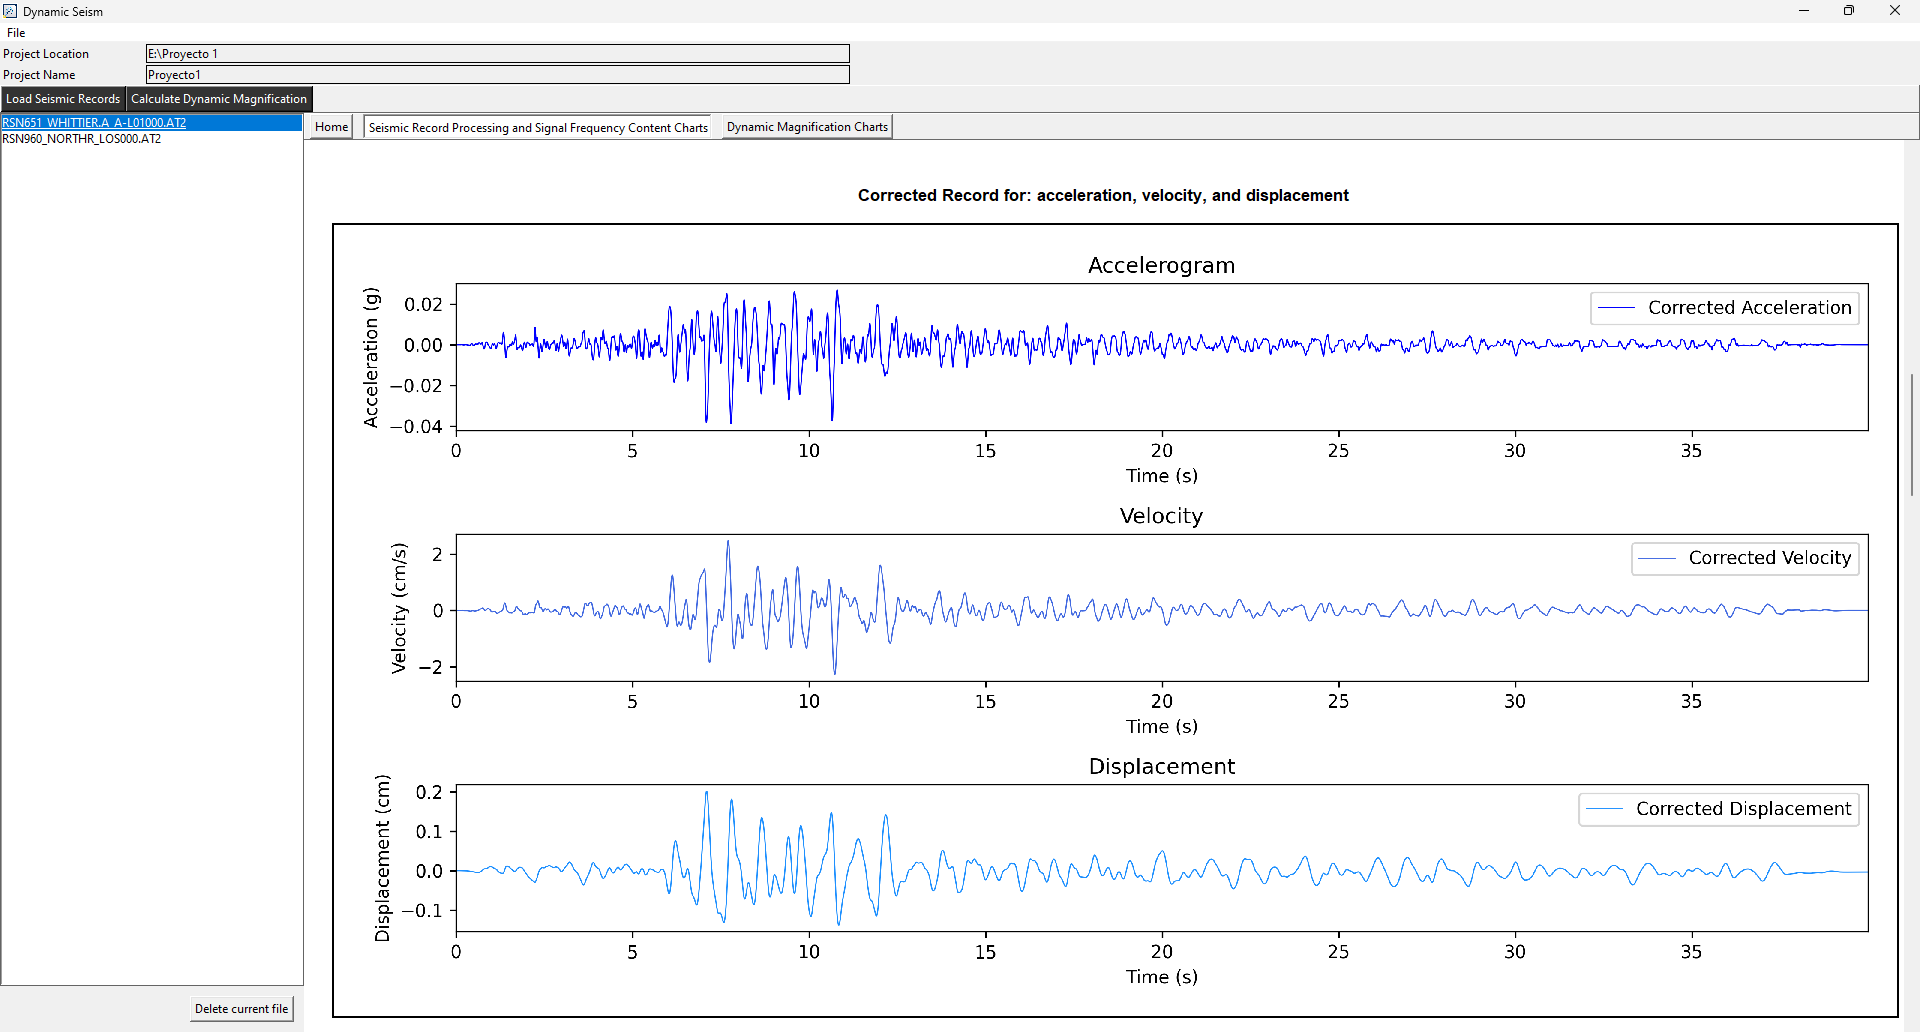 Dynamic Seism
File
Project Location E:\Proyecto 1
Project Name Proyecto1
Load Seismic Records Calculate Dynamic Magnification
RSN651_WHITTIER.A_A-L01000.AT2
RSN960_NORTHR_LOS000.AT2
Home Seismic Record Processing and Signal Frequency Content Charts Dynamic Magnification Charts
Corrected Record for: acceleration, velocity, and displacement
Accelerogram
Acceleration (g)
0.02
0.00
−0.02
−0.04
Corrected Acceleration
0 5 10 15 20 25 30 35
Time (s)
Velocity
Velocity (cm/s)
2
0
−2
Corrected Velocity
0 5 10 15 20 25 30 35
Time (s)
Displacement
Displacement (cm)
0.2
0.1
0.0
−0.1
Corrected Displacement
0 5 10 15 20 25 30 35
Time (s)
Delete current file